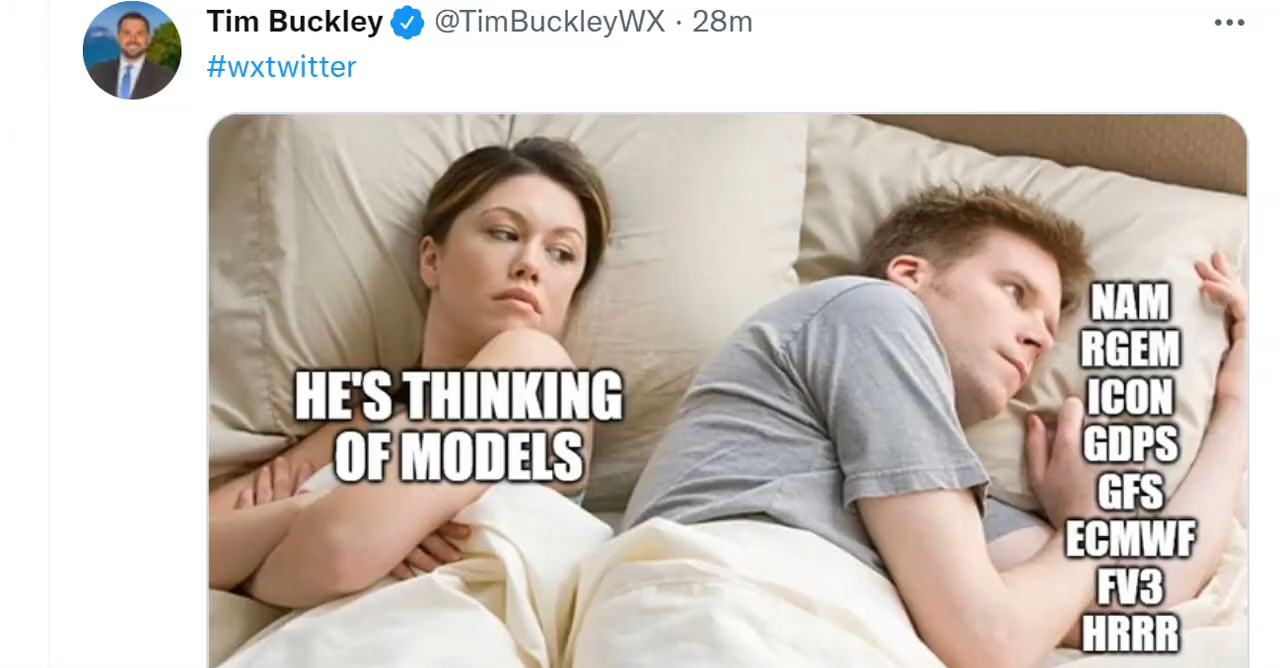 Tim Buckley @TimBuckleyWX · 28m
#wxtwitter
HE'S THINKING
OF MODELS
NAM
RGEM
ICON
GDPS
GFS
ECMWF
FV3
HRRR